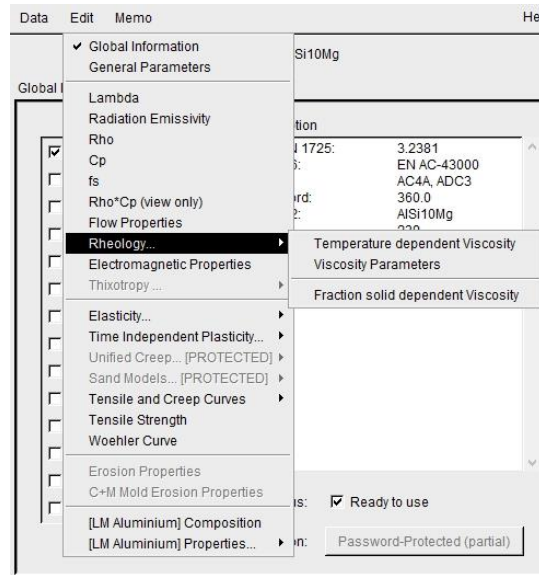 Data Edit Memo He
Global Information
General Parameters
Si10Mg
Global I
Lambda
Radiation Emissivity
Rho
Cp
fs
Rho*Cp (view only)
Flow Properties
Rheology...
Electromagnetic Properties
Thixotropy ...
Elasticity...
Time Independent Plasticity...
Unified Creep... [PROTECTED]
Sand Models... [PROTECTED]
Tensile and Creep Curves
Tensile Strength
Woehler Curve
Erosion Properties
C+M Mold Erosion Properties
[LM Aluminium] Composition
[LM Aluminium] Properties...
Temperature dependent Viscosity
Viscosity Parameters
Fraction solid dependent Viscosity
tion
1725: 3.2381
EN AC-43000
AC4A, ADC3
rd: 360.0
2: AlSi10Mg
us: Ready to use
on: Password-Protected (partial)